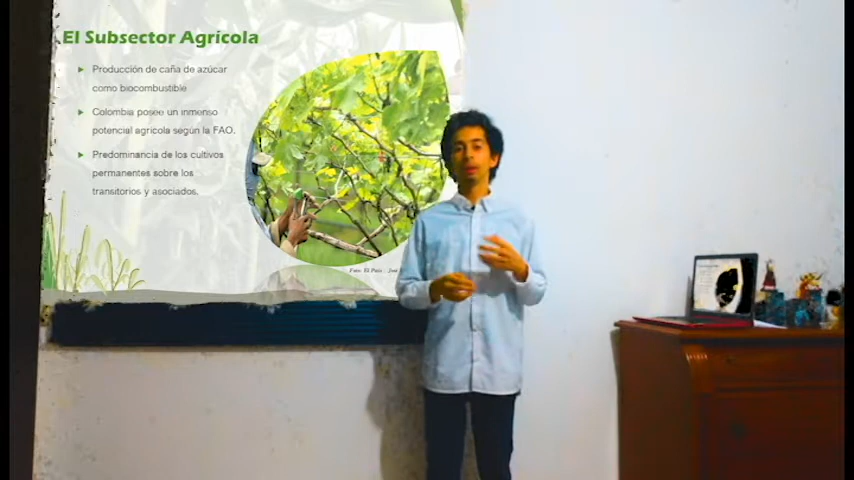 El Subsector Agrícola
Producción de caña de azúcar
como biocombustible
Colombia posee un inmenso
potencial agrícola según la FAO.
Predominancia de los cultivos
permanentes sobre los
transitorios y asociados.
Foto: El País